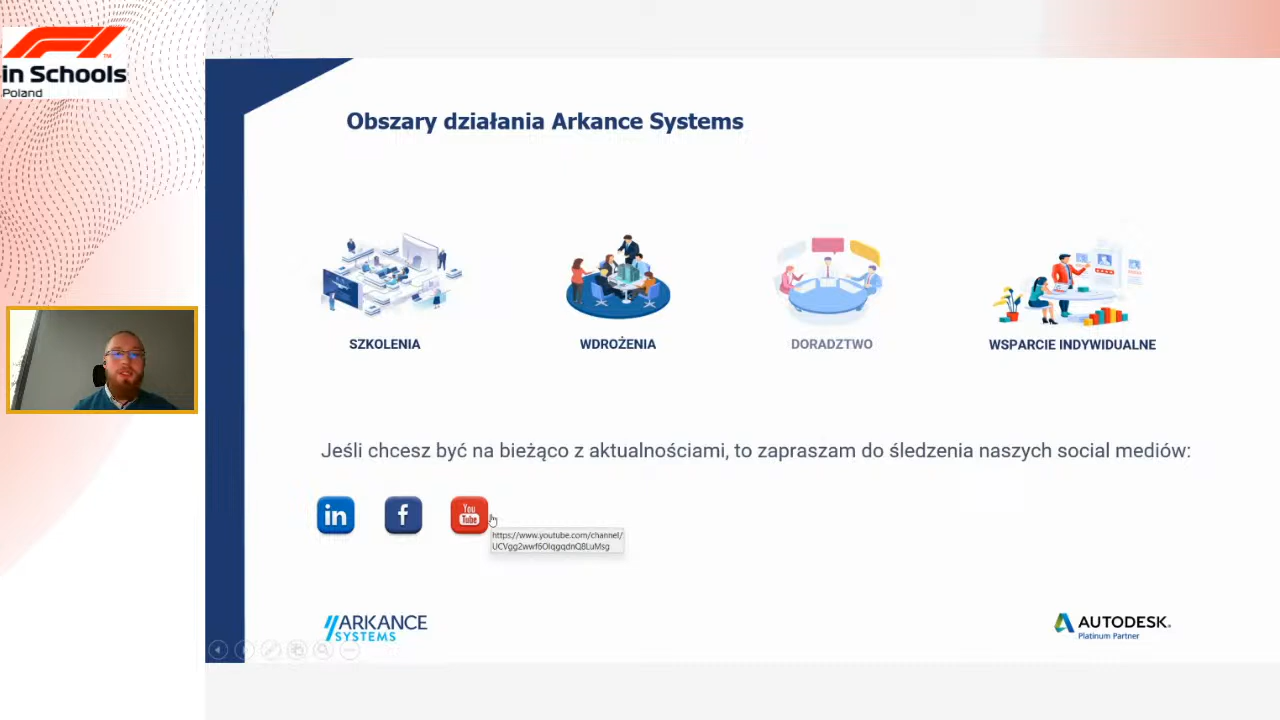 F1™
in Schools
Poland
Obszary działania Arkance Systems
SZKOLENIA
WDROŻENIA
DORADZTWO
WSPARCIE INDYWIDUALNE
Jeśli chcesz być na bieżąco z aktualnościami, to zapraszam do śledzenia naszych social mediów:
in
f
You
Tube
https://www.youtube.com/channel/
ARKANCE
SYSTEMS
AUTODESK.
Platinum Partner